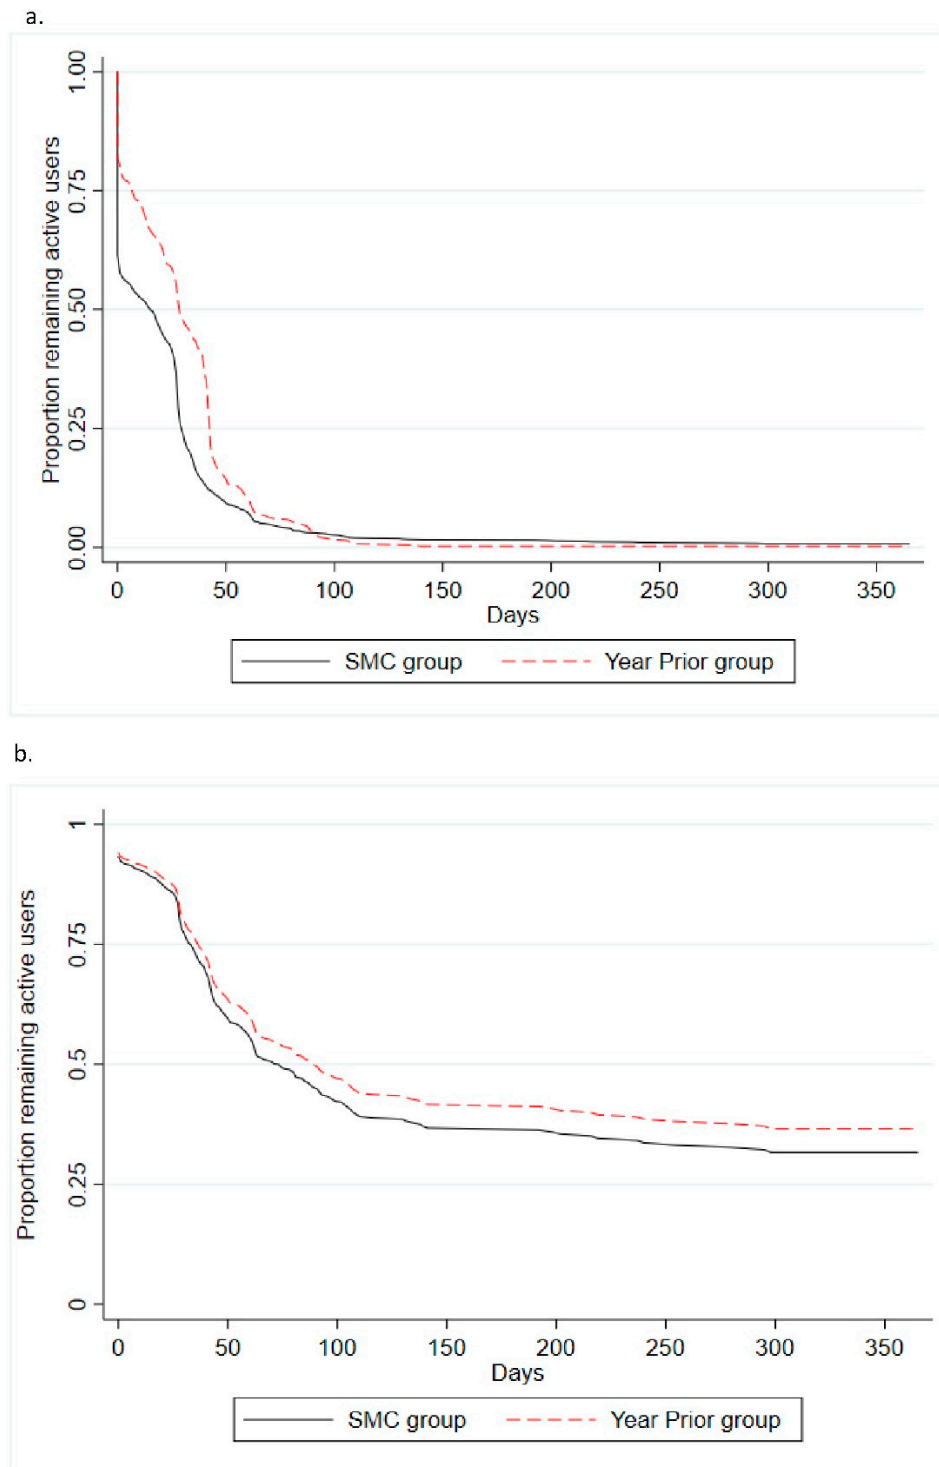 a.
Proportion remaining active users
1.00
0.75
0.50
0.25
0.00
0 50 100 150 200 250 300 350
Days
SMC group Year Prior group
b.
Proportion remaining active users
1
0.75
0.5
0.25
0
0 50 100 150 200 250 300 350
Days
SMC group Year Prior group